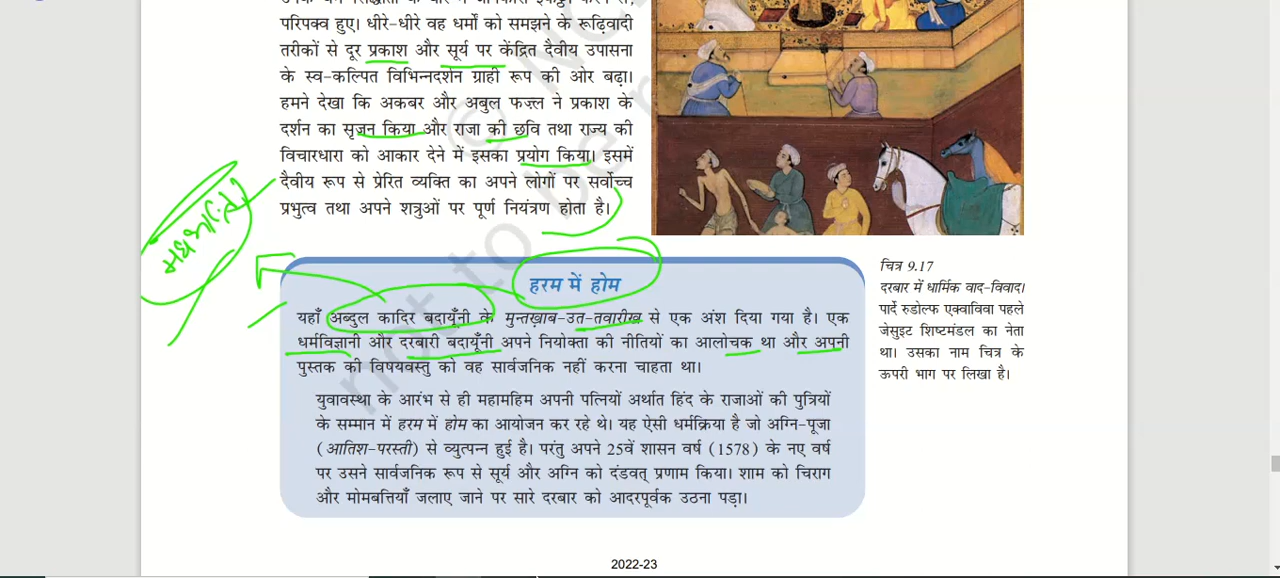 परिपक्व हुए। धीरे-धीरे वह धर्मों को समझने के रूढ़िवादी
तरीकों से दूर प्रकाश और सूर्य पर केंद्रित दैवीय उपासना
के स्व-कल्पित विभिन्नदर्शन ग्राही रूप की ओर बढ़ा।
हमने देखा कि अकबर और अबुल फज़्ल ने प्रकाश के
दर्शन का सृजन किया और राजा की छवि तथा राज्य की
विचारधारा को आकार देने में इसका प्रयोग किया। इसमें
दैवीय रूप से प्रेरित व्यक्ति का अपने लोगों पर सर्वोच्च
प्रभुत्व तथा अपने शत्रुओं पर पूर्ण नियंत्रण होता है।
हरम में होम
यहाँ अब्दुल कादिर बदायूँनी के मुन्तख़ाब-उत-तवारीख से एक अंश दिया गया है। एक
धर्मविज्ञानी और दरबारी बदायूँनी अपने नियोक्ता की नीतियों का आलोचक था और अपनी
पुस्तक की विषयवस्तु को वह सार्वजनिक नहीं करना चाहता था।
युवावस्था के आरंभ से ही महामहिम अपनी पत्नियों अर्थात हिंद के राजाओं की पुत्रियों
के सम्मान में हरम में होम का आयोजन कर रहे थे। यह ऐसी धर्मक्रिया है जो अग्नि-पूजा
(आतिश-परस्ती) से व्युत्पन्न हुई है। परंतु अपने 25वें शासन वर्ष (1578) के नए वर्ष
पर उसने सार्वजनिक रूप से सूर्य और अग्नि को दंडवत् प्रणाम किया। शाम को चिराग
और मोमबत्तियाँ जलाए जाने पर सारे दरबार को आदरपूर्वक उठना पड़ा।
चित्र 9.17
दरबार में धार्मिक वाद-विवाद।
पार्दे रुडोल्फ एक्वाविवा पहले
जेसुइट शिष्टमंडल का नेता
था। उसका नाम चित्र के
ऊपरी भाग पर लिखा है।
not to be
2022-23